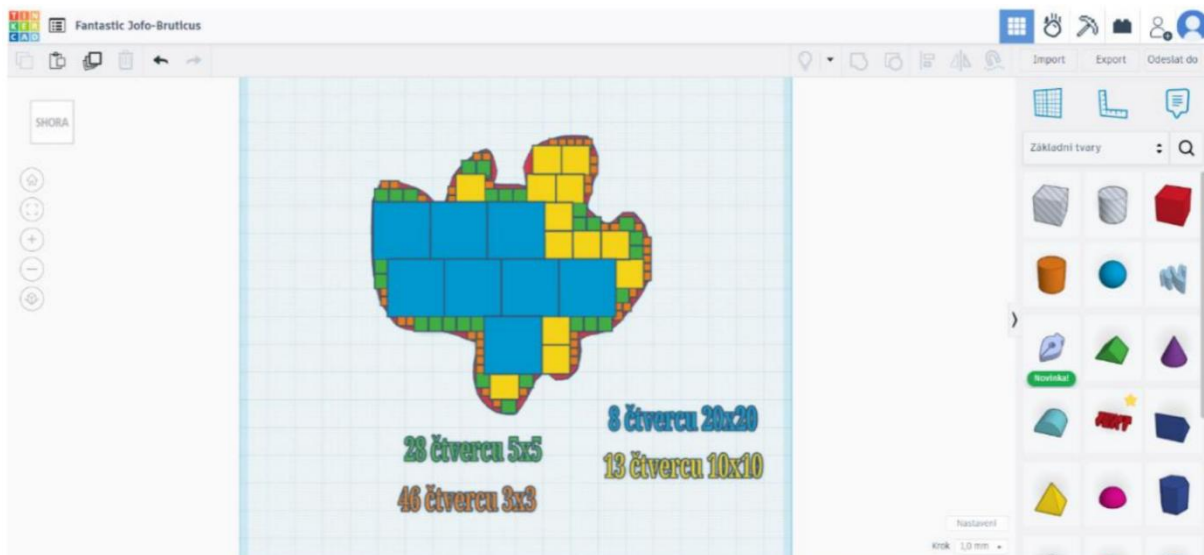 TIN
KER
CAD
Fantastic Jofo-Bruticus
Import
Export
Odeslat do
SHORA
Základní tvary
Novinka!
TEXT
8 čtvercu 20x20
28 čtvercu 5x5
13 čtvercu 10x10
46 čtvercu 3x3
Nastavení
Krok
1,0 mm